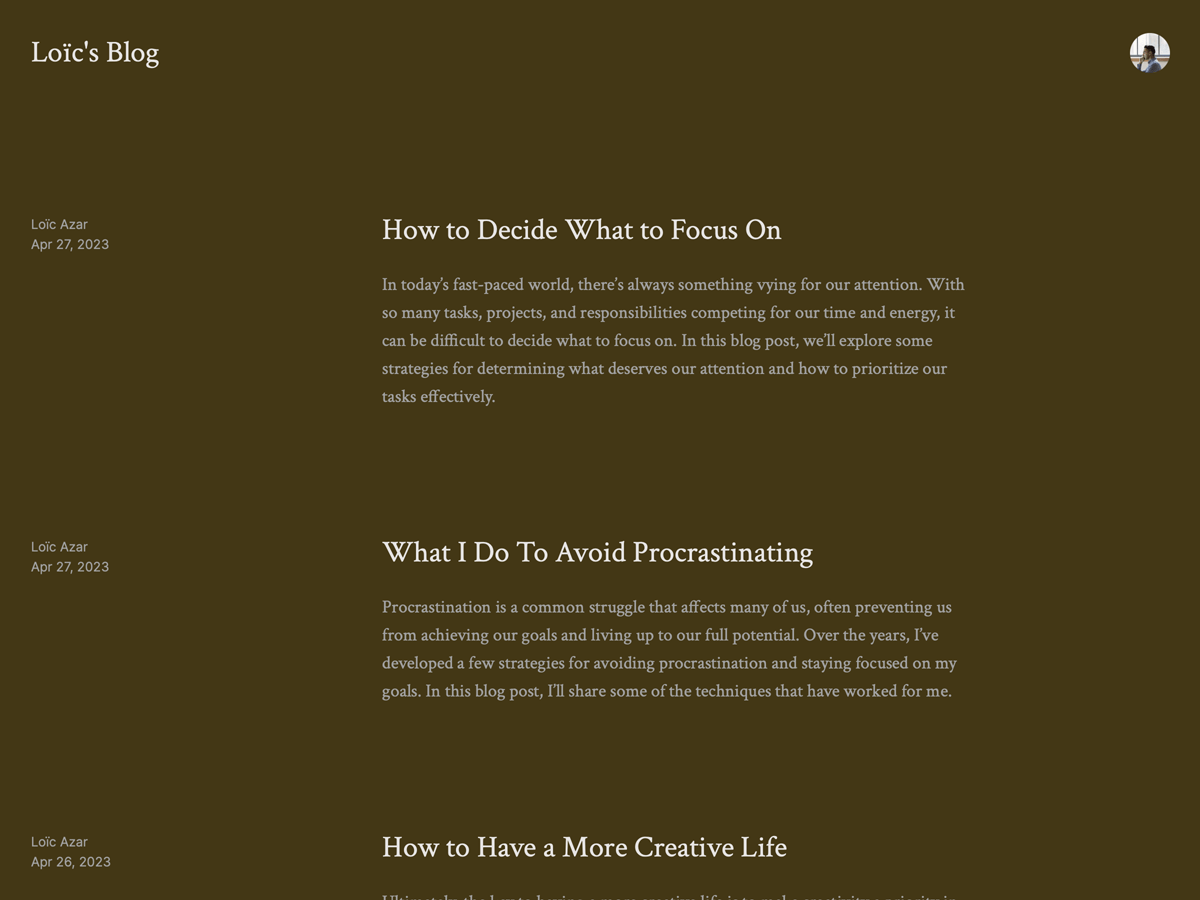 Loïc's Blog
Loïc Azar
Apr 27, 2023
How to Decide What to Focus On
In today’s fast-paced world, there’s always something vying for our attention. With
so many tasks, projects, and responsibilities competing for our time and energy, it
can be difficult to decide what to focus on. In this blog post, we’ll explore some
strategies for determining what deserves our attention and how to prioritize our
tasks effectively.
Loïc Azar
Apr 27, 2023
What I Do To Avoid Procrastinating
Procrastination is a common struggle that affects many of us, often preventing us
from achieving our goals and living up to our full potential. Over the years, I’ve
developed a few strategies for avoiding procrastination and staying focused on my
goals. In this blog post, I’ll share some of the techniques that have worked for me.
Loïc Azar
Apr 26, 2023
How to Have a More Creative Life